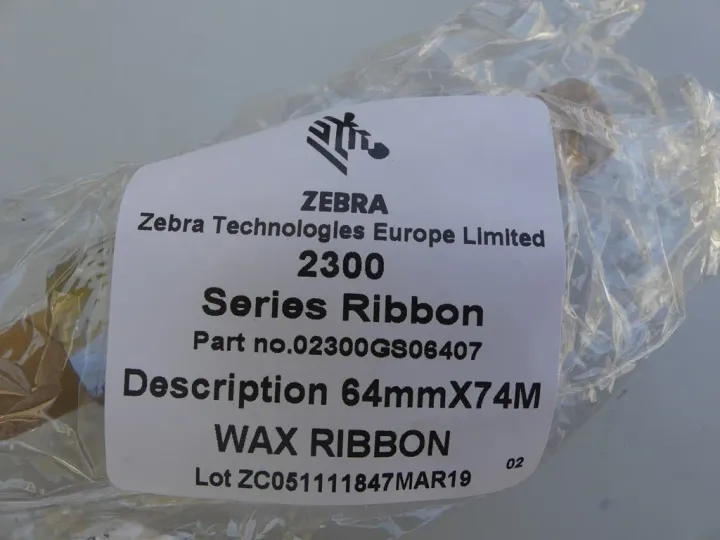 ZEBRA
Zebra Technologies Europe Limited
2300
Series Ribbon
Part no.02300GS06407
Description 64mmX74M
WAX RIBBON
Lot ZC051111847MAR19
02